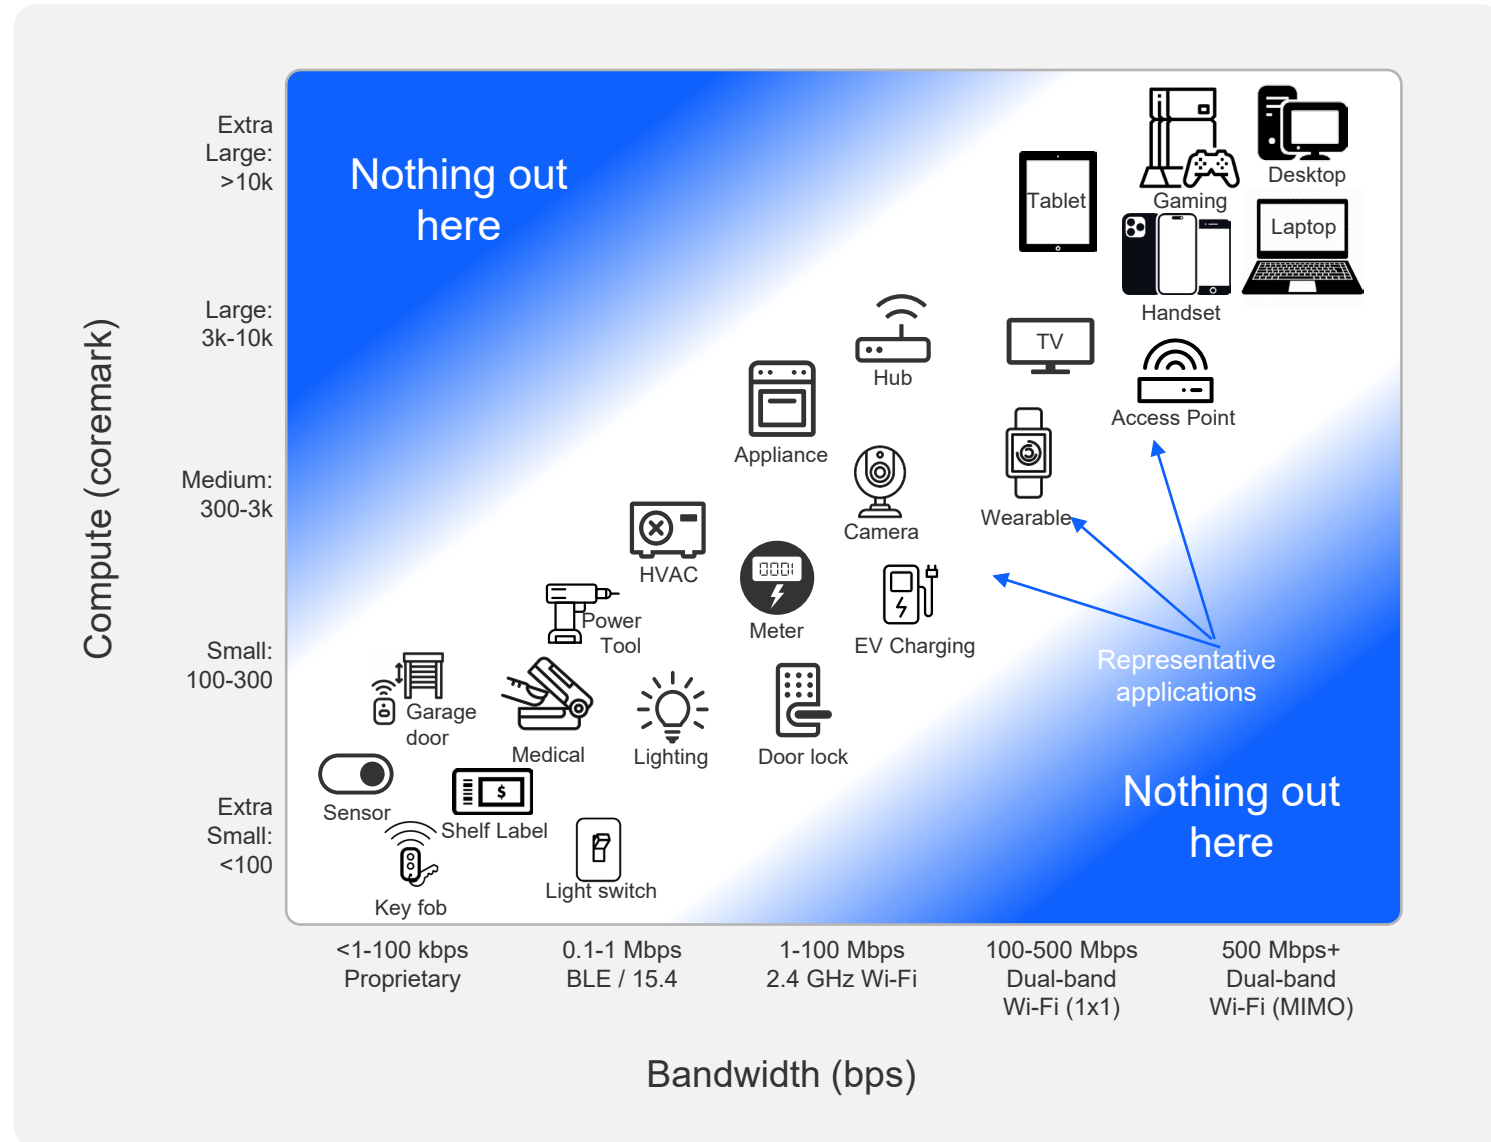 Extra
Large:
>10k
Large:
3k-10k
Medium:
300-3k
Small:
100-300
Extra
Small:
<100
Compute (coremark)
Nothing out
here
Tablet
Gaming
Desktop
Laptop
Handset
Hub
TV
Access Point
Appliance
Camera
Wearable
HVAC
Meter
EV Charging
Power
Tool
Representative
applications
Garage
door
Medical
Lighting
Door lock
Sensor
$
Shelf Label
Key fob
Light switch
Nothing out
here
<1-100 kbps
Proprietary
0.1-1 Mbps
BLE / 15.4
1-100 Mbps
2.4 GHz Wi-Fi
100-500 Mbps
Dual-band
Wi-Fi (1x1)
500 Mbps+
Dual-band
Wi-Fi (MIMO)
Bandwidth (bps)